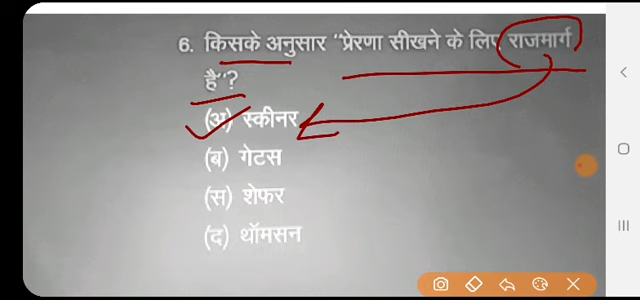 6. किसके अनुसार "प्रेरणा सीखने के लिए राजमार्ग
है"?
(अ) स्कीनर
(ब) गेटस
(स) शेफर
(द) थॉमसन